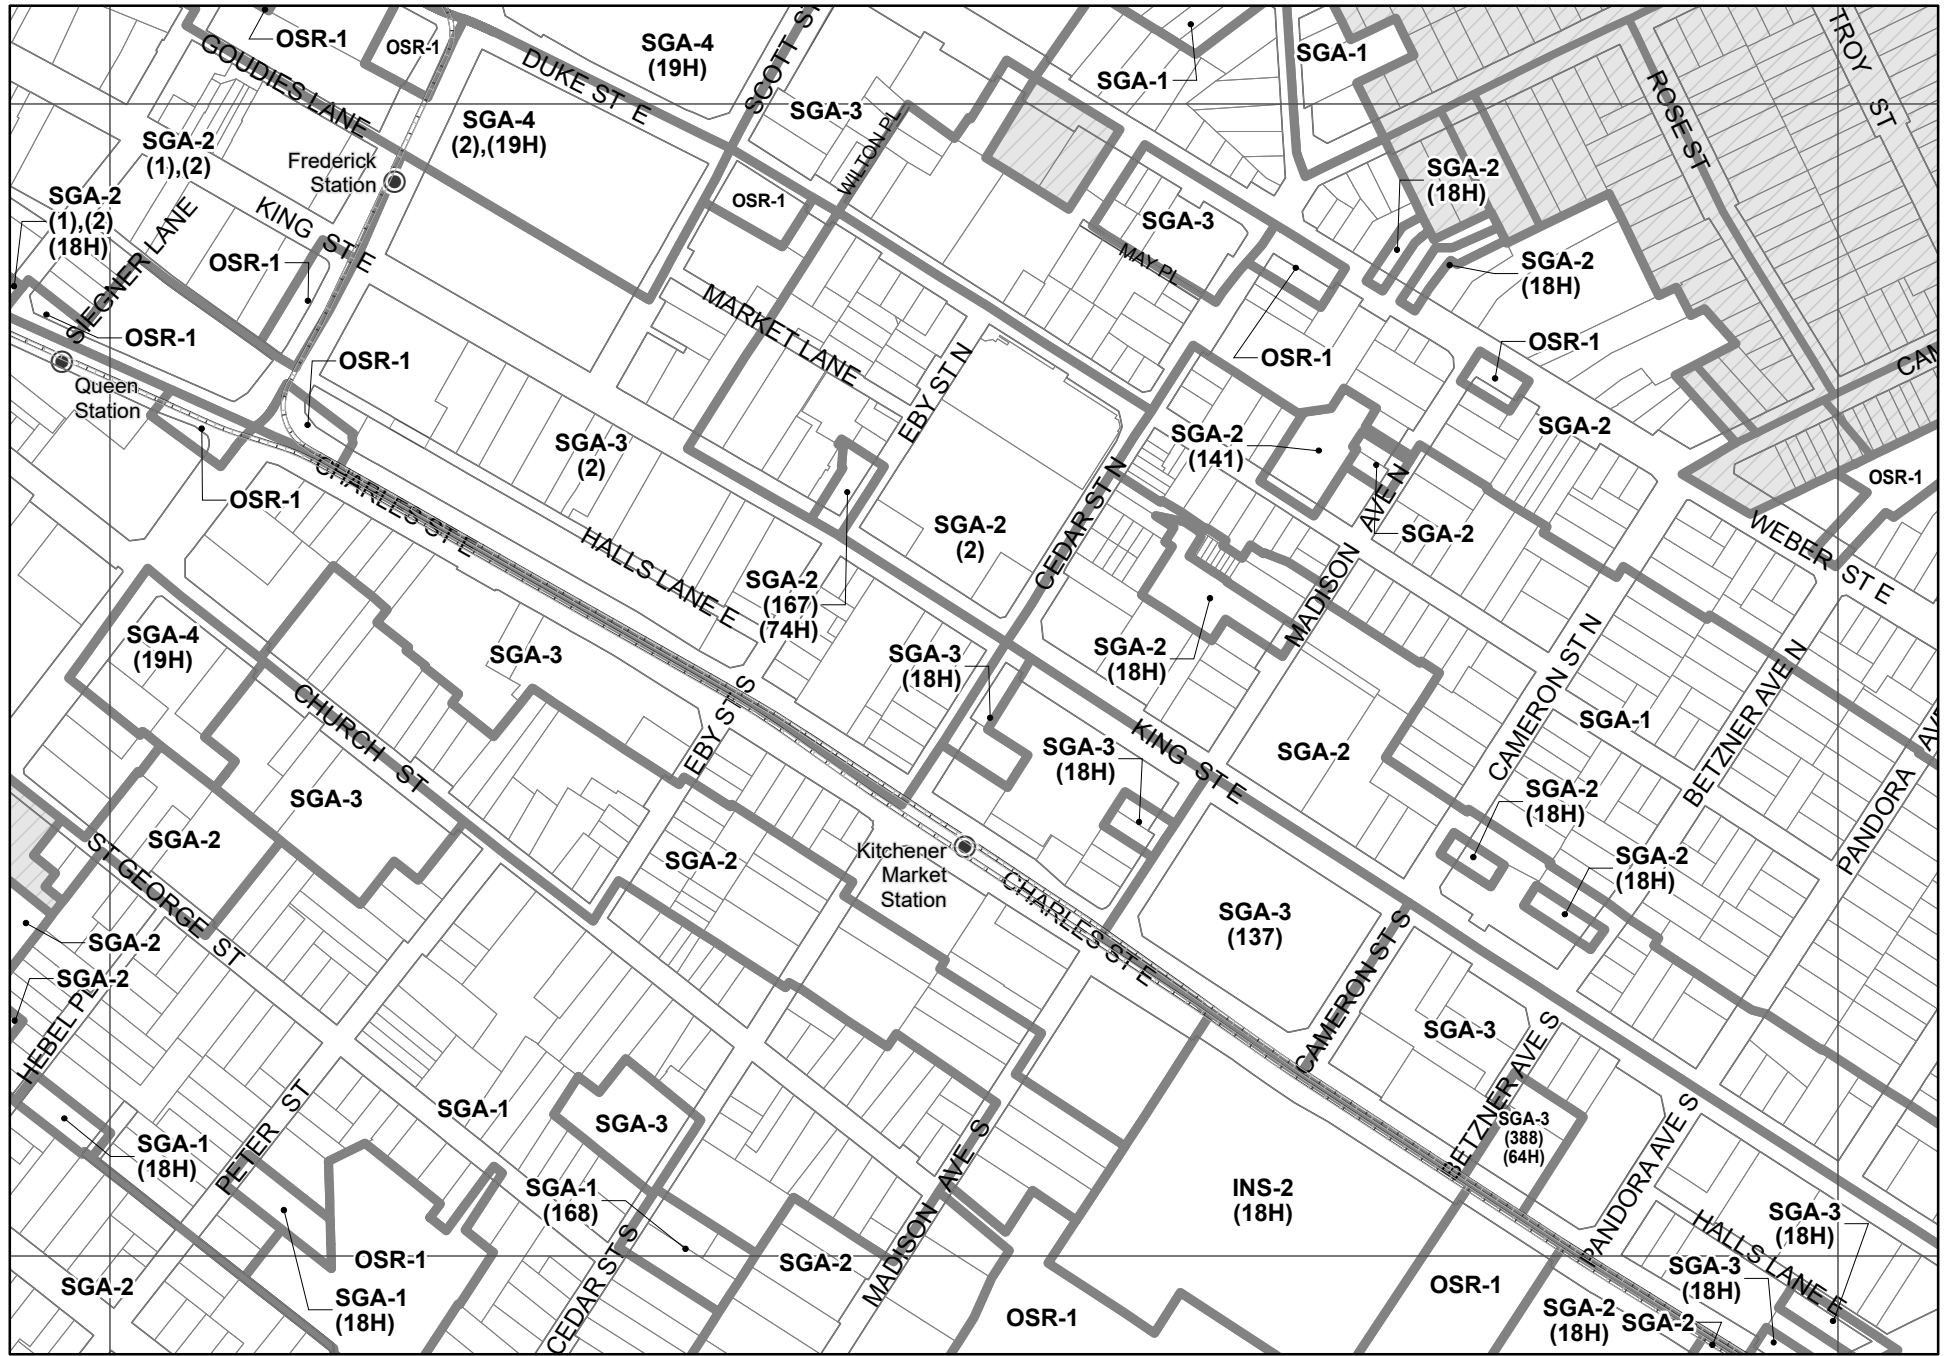 OSR-1
OSR-1
SGA-4
(19H)
SCOTT ST
SGA-1
SGA-1
TROY ST
GOUDIES LANE
DUKE ST E
SGA-3
ROSE ST
SGA-4
(2),(19H)
SGA-2
(1),(2)
Frederick
Station
WILTON PL
SGA-2
(18H)
SGA-2
(1),(2)
(18H)
SIEGNER LANE
KING ST E
OSR-1
OSR-1
SGA-3
MAY PL
SGA-2
(18H)
MARKET LANE
OSR-1
OSR-1
OSR-1
OSR-1
Queen
Station
EBY ST N
SGA-3
(2)
SGA-2
(141)
SGA-2
OSR-1
OSR-1
CHARLES ST E
HALLS LANE E
SGA-2
(2)
CEDAR ST N
AVE N
MADISON
SGA-2
WEBER ST E
SGA-2
(167)
(74H)
SGA-4
(19H)
SGA-3
SGA-3
(18H)
SGA-2
(18H)
CAMERON ST N
BETZNER AVE N
SGA-1
CHURCH ST
EBY ST S
SGA-3
(18H)
KING ST E
SGA-2
PANDORA AVE
SGA-3
SGA-2
(18H)
SGA-2
ST GEORGE ST
SGA-2
Kitchener
Market
Station
SGA-2
(18H)
CHARLES ST E
SGA-3
(137)
SGA-2
SGA-2
HEBEL PL
CAMERON ST S
SGA-3
BETZNER AVE S
SGA-1
SGA-3
SGA-3
(388)
(64H)
PANDORA AVE S
SGA-1
(18H)
PETER ST
SGA-1
(168)
MADISON AVE S
INS-2
(18H)
HALLS LANE E
SGA-3
(18H)
OSR-1
CEDAR ST S
SGA-2
SGA-3
(18H)
SGA-2
SGA-1
(18H)
OSR-1
OSR-1
SGA-2
(18H)
SGA-2